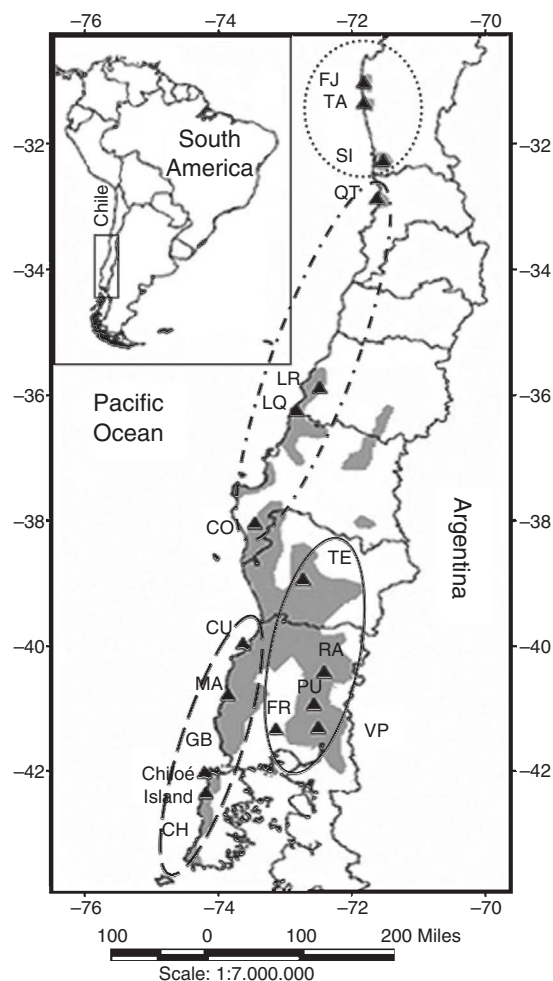 −76 −74 −72 −70
South
America
Chile
FJ
TA
−32 −32
SI
QT
−34 −34
−36 −36
LR
LQ
Pacific
Ocean
Argentina
−38 −38
CO
TE
−40 −40
CU
RA
MA
PU
FR
VP
GB
−42 −42
Chiloé
Island
CH
−76 −74 −72 −70
100 0 100 200 Miles
Scale: 1:7.000.000